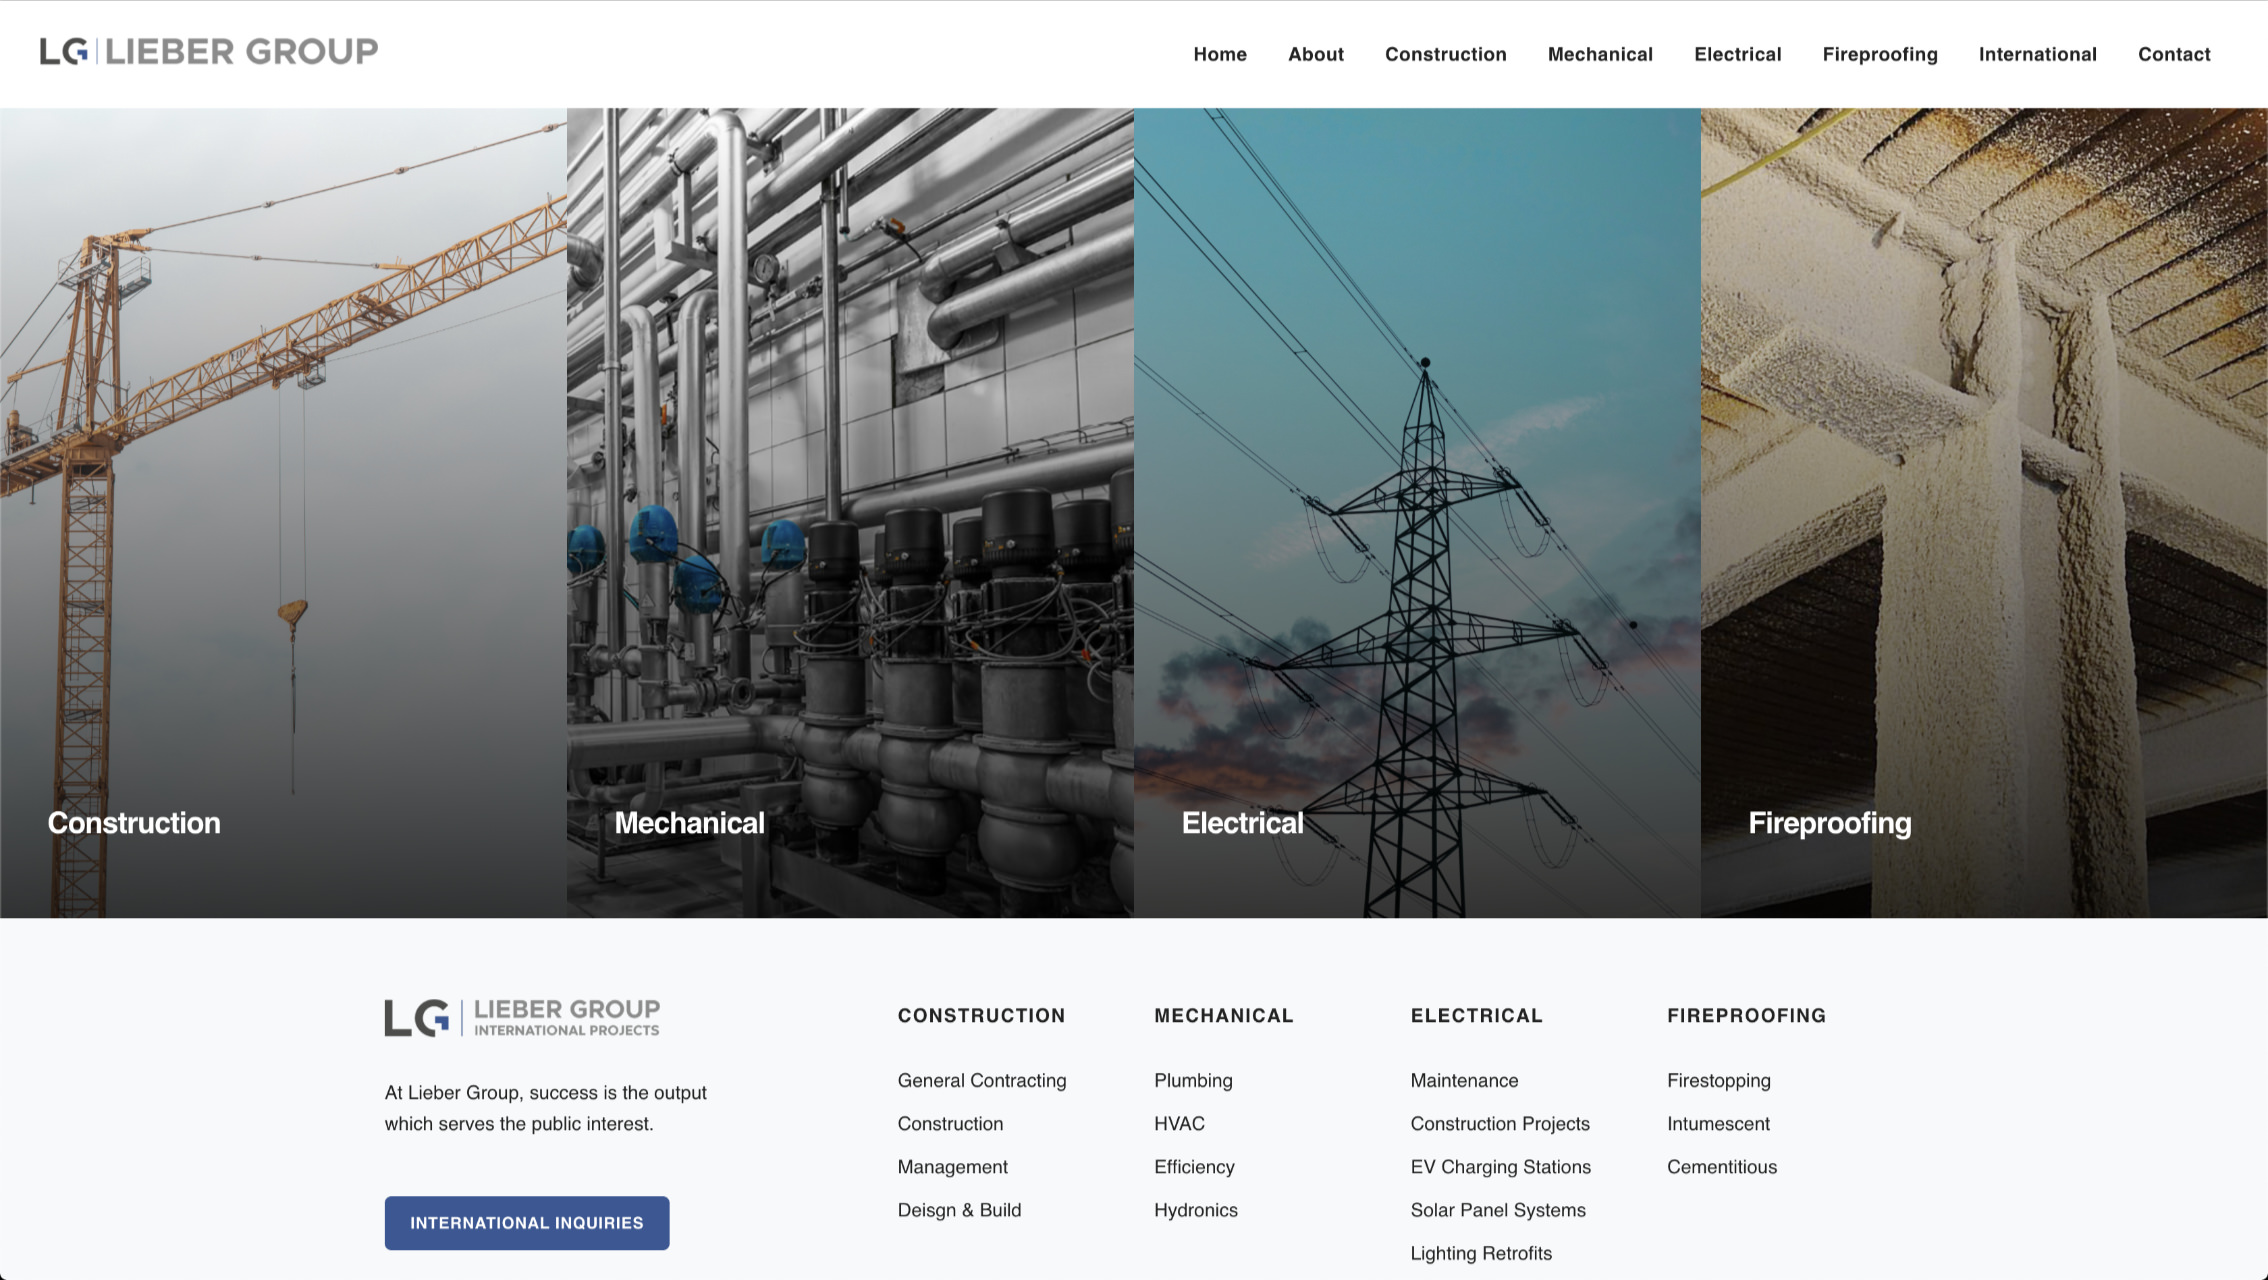 LG LIEBER GROUP
Home About Construction Mechanical Electrical Fireproofing International Contact
Construction
Mechanical
Electrical
Fireproofing
LG LIEBER GROUP
INTERNATIONAL PROJECTS
At Lieber Group, success is the output
which serves the public interest.
INTERNATIONAL INQUIRIES
CONSTRUCTION
General Contracting
Construction
Management
Deisgn & Build
MECHANICAL
Plumbing
HVAC
Efficiency
Hydronics
ELECTRICAL
Maintenance
Construction Projects
EV Charging Stations
Solar Panel Systems
Lighting Retrofits
FIREPROOFING
Firestopping
Intumescent
Cementitious